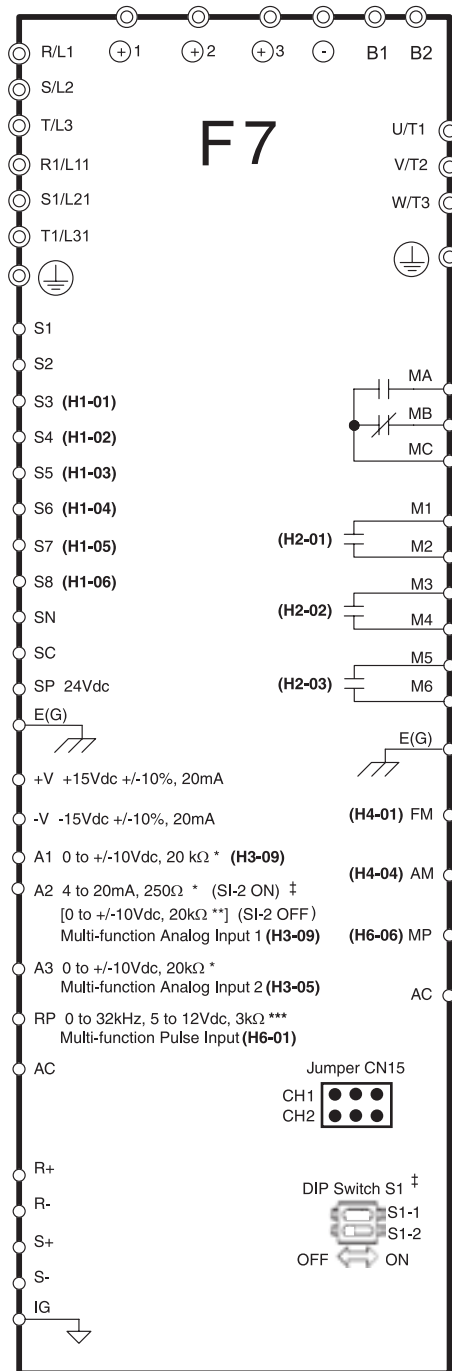 R/L1
+1
+2
+3
-
B1
B2
S/L2
T/L3
F7
U/T1
R1/L11
V/T2
S1/L21
W/T3
T1/L31
S1
S2
S3 (H1-01)
S4 (H1-02)
S5 (H1-03)
S6 (H1-04)
S7 (H1-05)
S8 (H1-06)
SN
SC
SP 24Vdc
E(G)
MA
MB
MC
M1
(H2-01)
M2
M3
(H2-02)
M4
M5
(H2-03)
M6
E(G)
+V +15Vdc +/-10%, 20mA
-V -15Vdc +/-10%, 20mA
A1 0 to +/-10Vdc, 20 kΩ * (H3-09)
A2 4 to 20mA, 250Ω * (SI-2 ON) ‡
[0 to +/-10Vdc, 20kΩ **] (SI-2 OFF)
Multi-function Analog Input 1 (H3-09)
A3 0 to +/-10Vdc, 20kΩ *
Multi-function Analog Input 2 (H3-05)
RP 0 to 32kHz, 5 to 12Vdc, 3kΩ ***
Multi-function Pulse Input (H6-01)
AC
(H4-01) FM
(H4-04) AM
(H6-06) MP
AC
Jumper CN15
CH1
CH2
R+
R-
S+
S-
IG
DIP Switch S1 ‡
S1-1
S1-2
OFF
ON